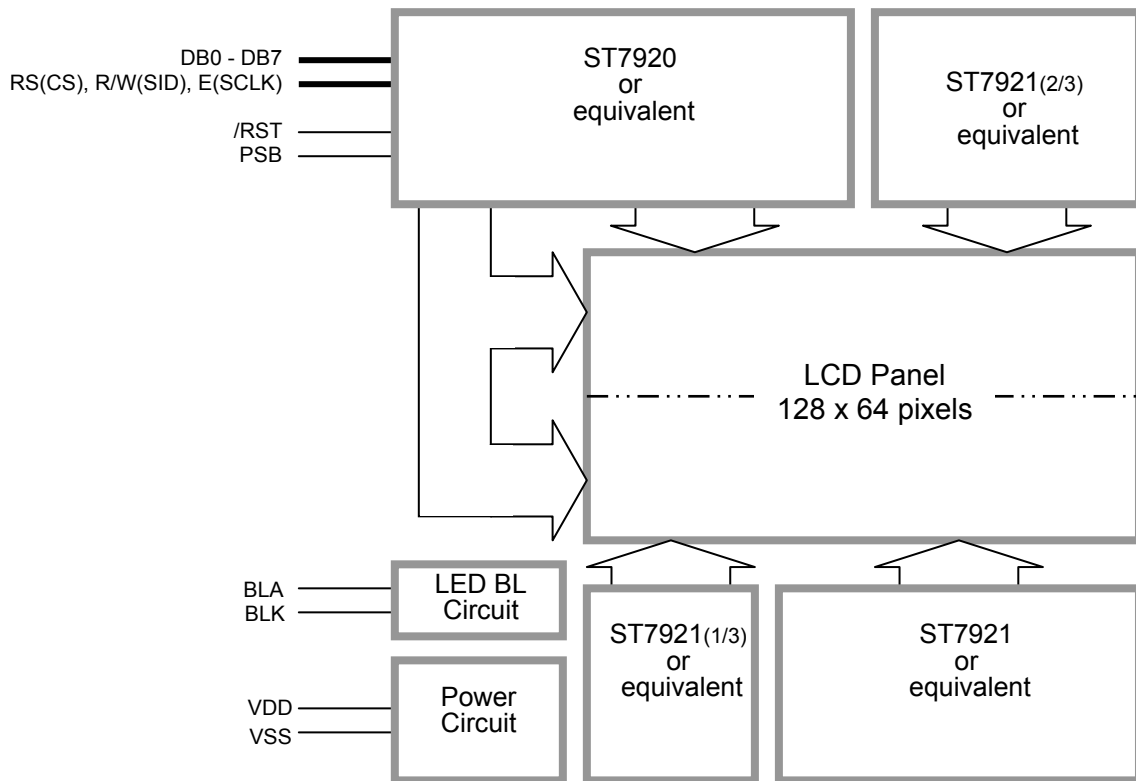 DB0 - DB7
RS(CS), R/W(SID), E(SCLK)
/RST
PSB
ST7920
or
equivalent
ST7921(2/3)
or
equivalent
LCD Panel
128 x 64 pixels
BLA
BLK
LED BL
Circuit
VDD
VSS
Power
Circuit
ST7921(1/3)
or
equivalent
ST7921
or
equivalent